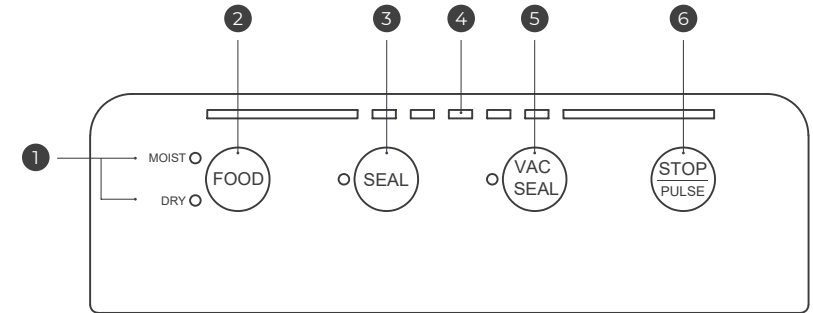 2 3 4 5 6
1
MOIST
DRY
FOOD
SEAL
VAC
SEAL
STOP
PULSE